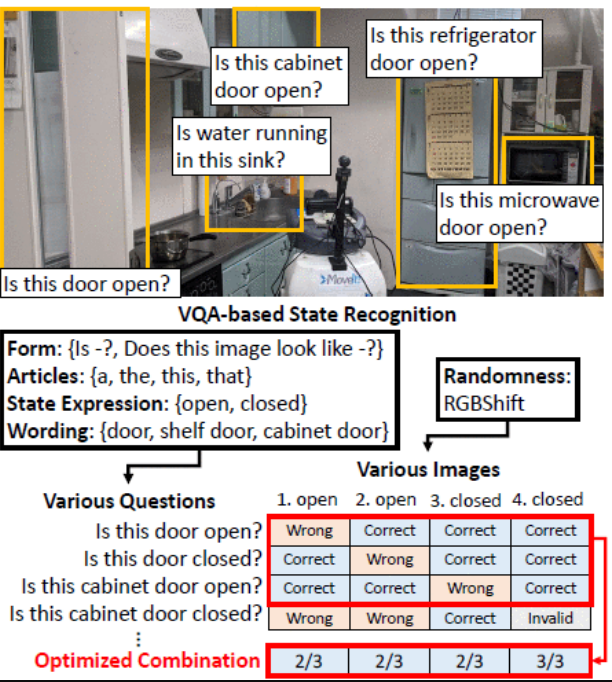 Is this refrigerator
door open?
Is this cabinet
door open?
Is water running
in this sink?
Is this microwave
door open?
Is this door open?
MoveIt
VQA-based State Recognition
Form: {Is -?, Does this image look like -?}
Articles: {a, the, this, that}
State Expression: {open, closed}
Wording: {door, shelf door, cabinet door}
Randomness:
RGBShift
Various Images
Various Questions
1. open 2. open 3. closed 4. closed
Is this door open? Wrong Correct Correct Correct
Is this door closed? Correct Wrong Correct Correct
Is this cabinet door open? Correct Correct Wrong Correct
Is this cabinet door closed? Wrong Wrong Correct Invalid
⋮
Optimized Combination 2/3 2/3 2/3 3/3